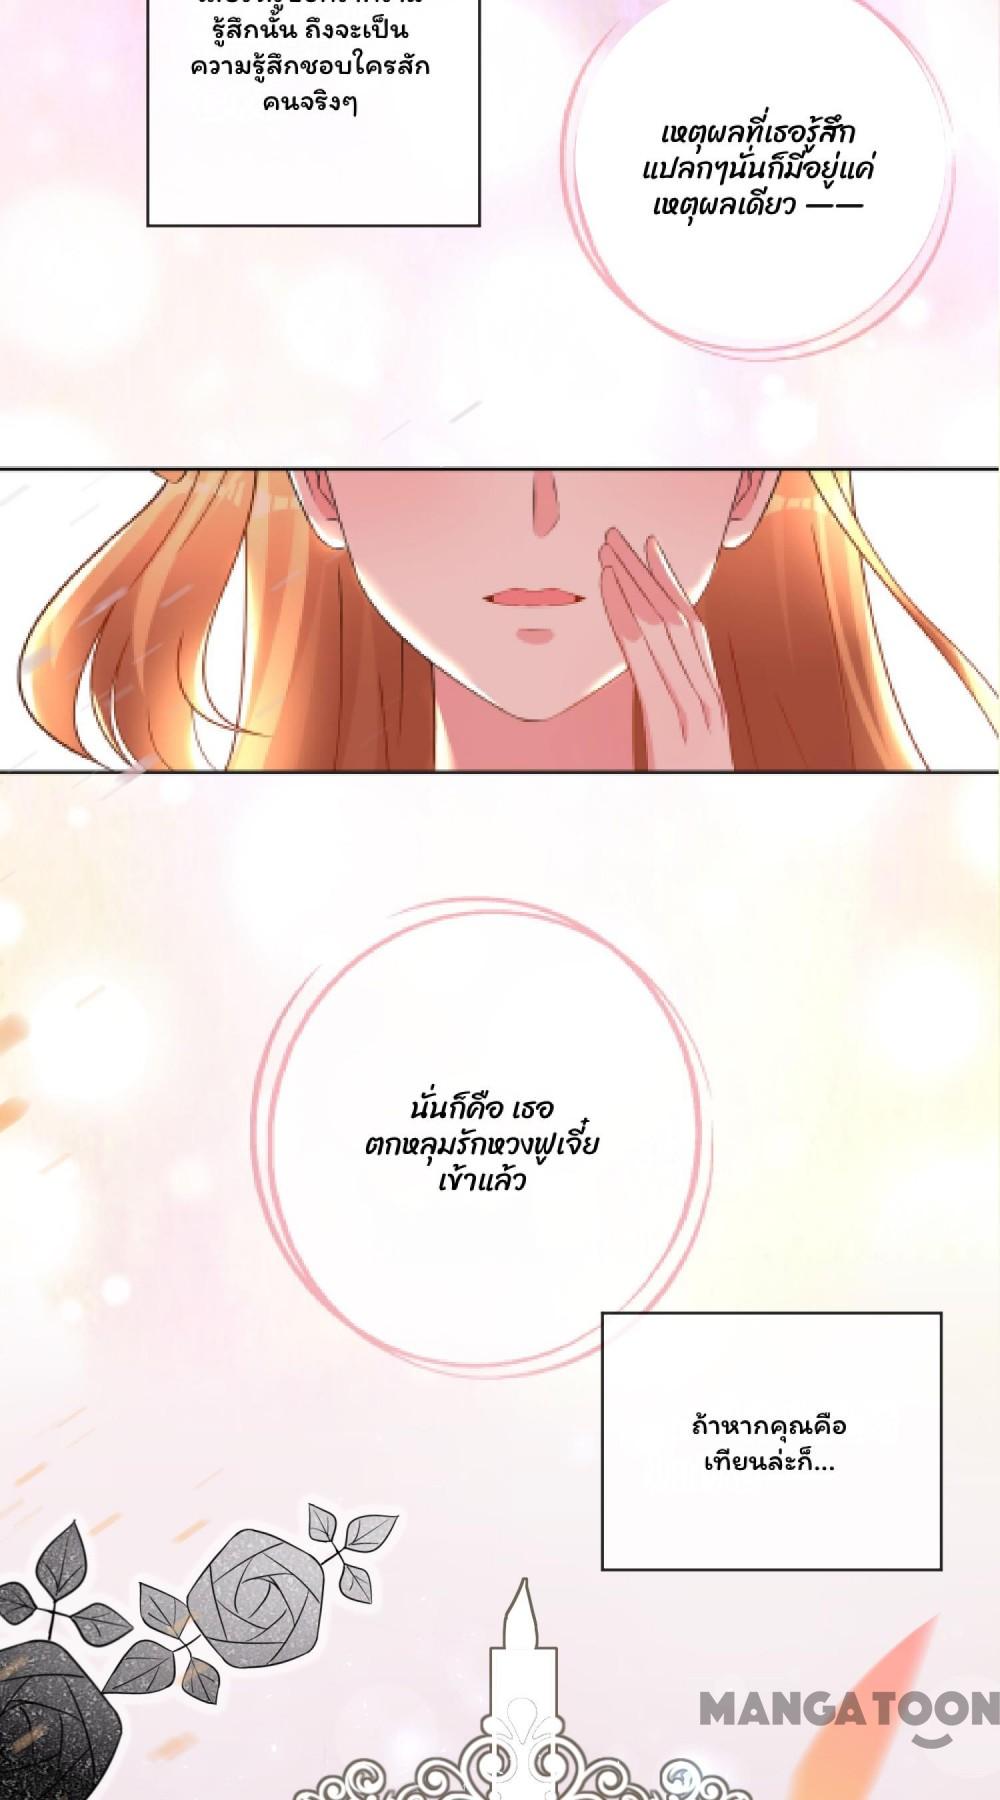 รู้สึกนั้น ถึงจะเป็น
ความรู้สึกชอบใครสัก
คนจริงๆ
เหตุผลที่เธอรู้สึก
แปลกๆนั่นก็มีอยู่แค่
เหตุผลเดียว ——
นั่นก็คือ เธอ
ตกหลุมรักหวงฟูเจี๋ย
เข้าแล้ว
ถ้าหากคุณคือ
เทียนล่ะก็...
MANGATOON